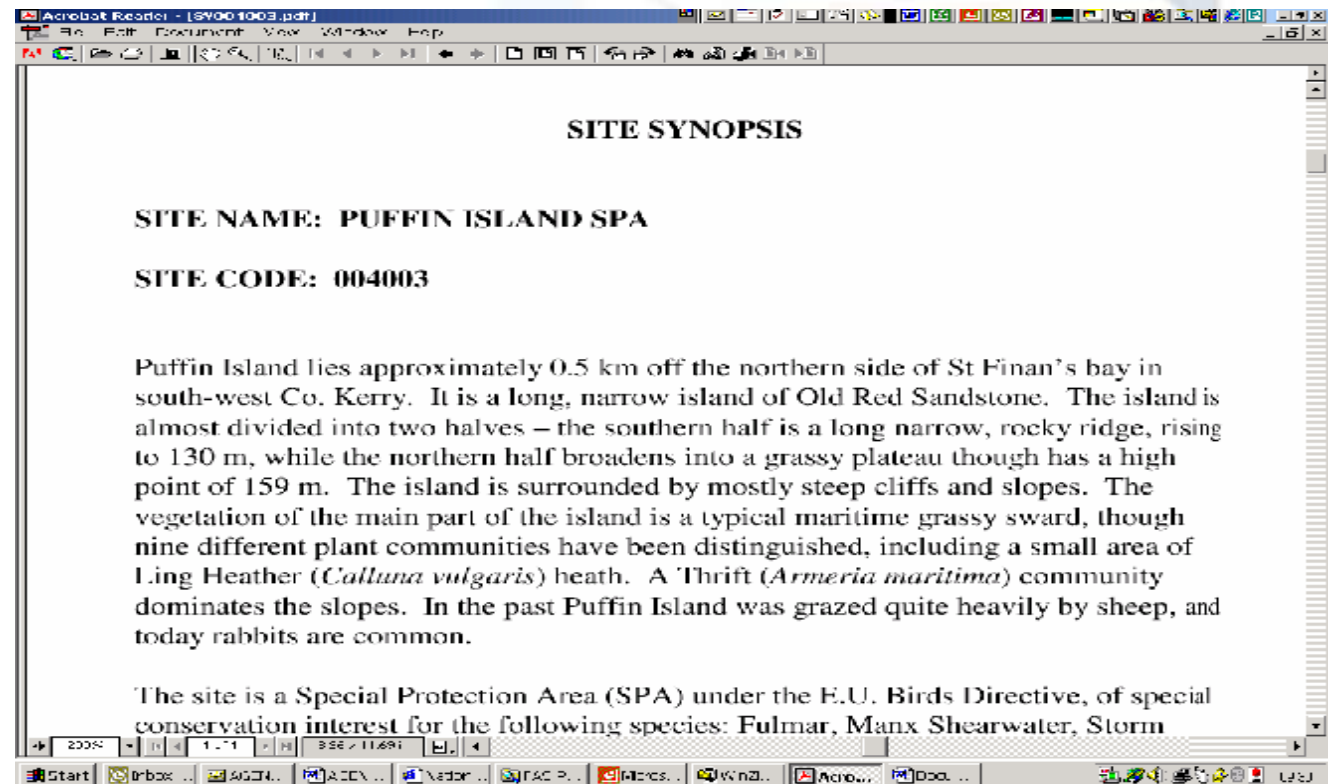 Acrobat Reader - [SY001003.pdf]
Document View Window Help
SITE SYNOPSIS
SITE NAME: PUFFIN ISLAND SPA
SITE CODE: 004003
Puffin Island lies approximately 0.5 km off the northern side of St Finan's bay in
south-west Co. Kerry. It is a long, narrow island of Old Red Sandstone. The island is
almost divided into two halves – the southern half is a long narrow, rocky ridge, rising
to 130 m, while the northern half broadens into a grassy plateau though has a high
point of 159 m. The island is surrounded by mostly steep cliffs and slopes. The
vegetation of the main part of the island is a typical maritime grassy sward, though
nine different plant communities have been distinguished, including a small area of
Ling Heather (Calluna vulgaris) heath. A Thrift (Armeria maritima) community
dominates the slopes. In the past Puffin Island was grazed quite heavily by sheep, and
today rabbits are common.
The site is a Special Protection Area (SPA) under the E.U. Birds Directive, of special
conservation interest for the following species: Fulmar, Manx Shearwater, Storm
200%
Start Inbox ... Micros... WinZi... Acro...